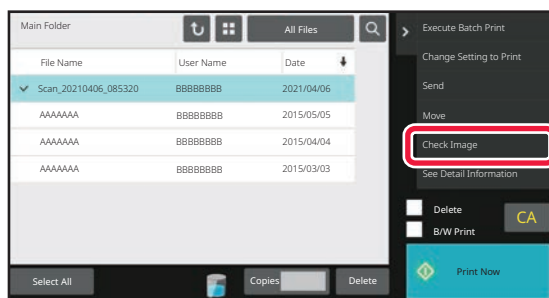 Main Folder
All Files
File Name User Name Date
Scan_20210406_085320 BBBBBBBB 2021/04/06
AAAAAAA BBBBBBBB 2015/05/05
AAAAAAA BBBBBBBB 2015/04/04
AAAAAAA BBBBBBBB 2015/03/03
Select All
Copies
Delete
Execute Batch Print
Change Setting to Print
Send
Move
Check Image
See Detail Information
Delete
B/W Print
CA
Print Now